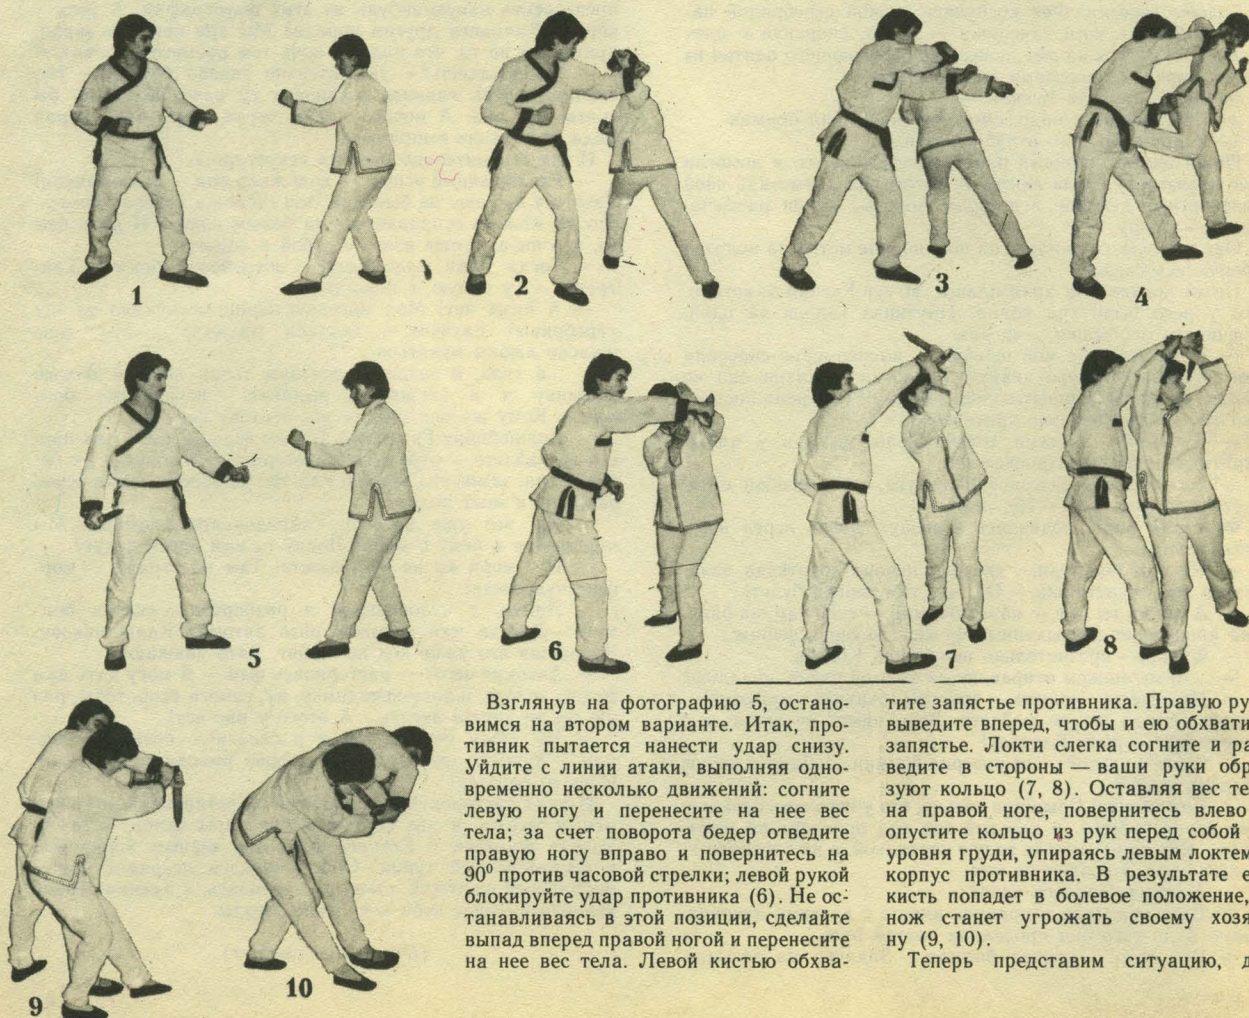 1
2
3
4
5
6
7
8
9
10
Взглянув на фотографию 5, остано-
вимся на втором варианте. Итак, про-
тивник пытается нанести удар снизу.
Уйдите с линии атаки, выполняя одно-
временно несколько движений: согните
левую ногу и перенесите на нее вес
тела; за счет поворота бедер отведите
правую ногу вправо и повернитесь на
90⁰ против часовой стрелки; левой рукой
блокируйте удар противника (6). Не ос-
танавливаясь в этой позиции, сделайте
выпад вперед правой ногой и перенесите
на нее вес тела. Левой кистью обхва-
тите запястье противника. Правую ру
выведите вперед, чтобы и ею обхвати
запястье. Локти слегка согните и ра
ведите в стороны — ваши руки обр
зуют кольцо (7, 8). Оставляя вес те
на правой ноге, повернитесь влево
опустите кольцо из рук перед собой
уровня груди, упираясь левым локтем
корпус противника. В результате е
кисть попадет в болевое положение,
нож станет угрожать своему хозя
ну (9, 10).
Теперь представим ситуацию, д